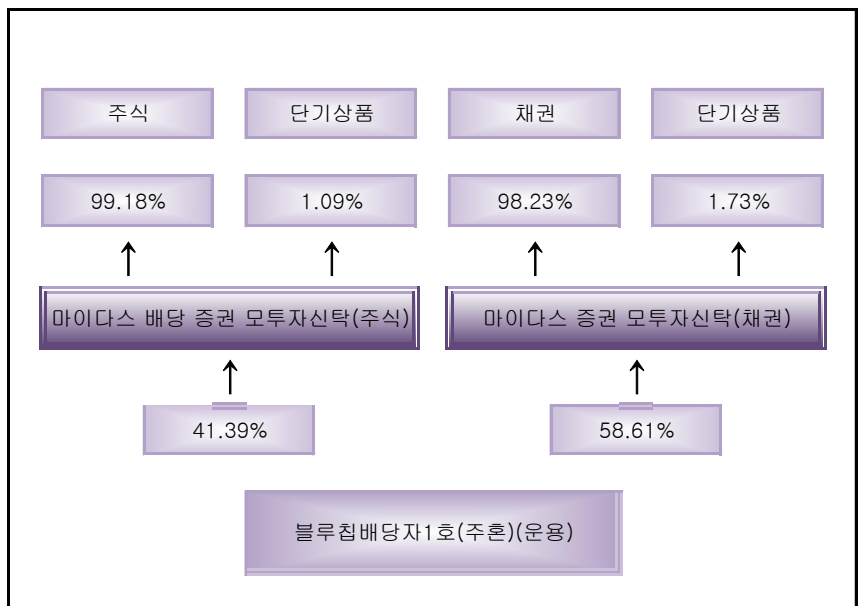 주식
단기상품
채권
단기상품
99.18%
1.09%
98.23%
1.73%
마이다스 배당 증권 모투자신탁(주식)
마이다스 증권 모투자신탁(채권)
41.39%
58.61%
블루칩배당자1호(주혼)(운용)